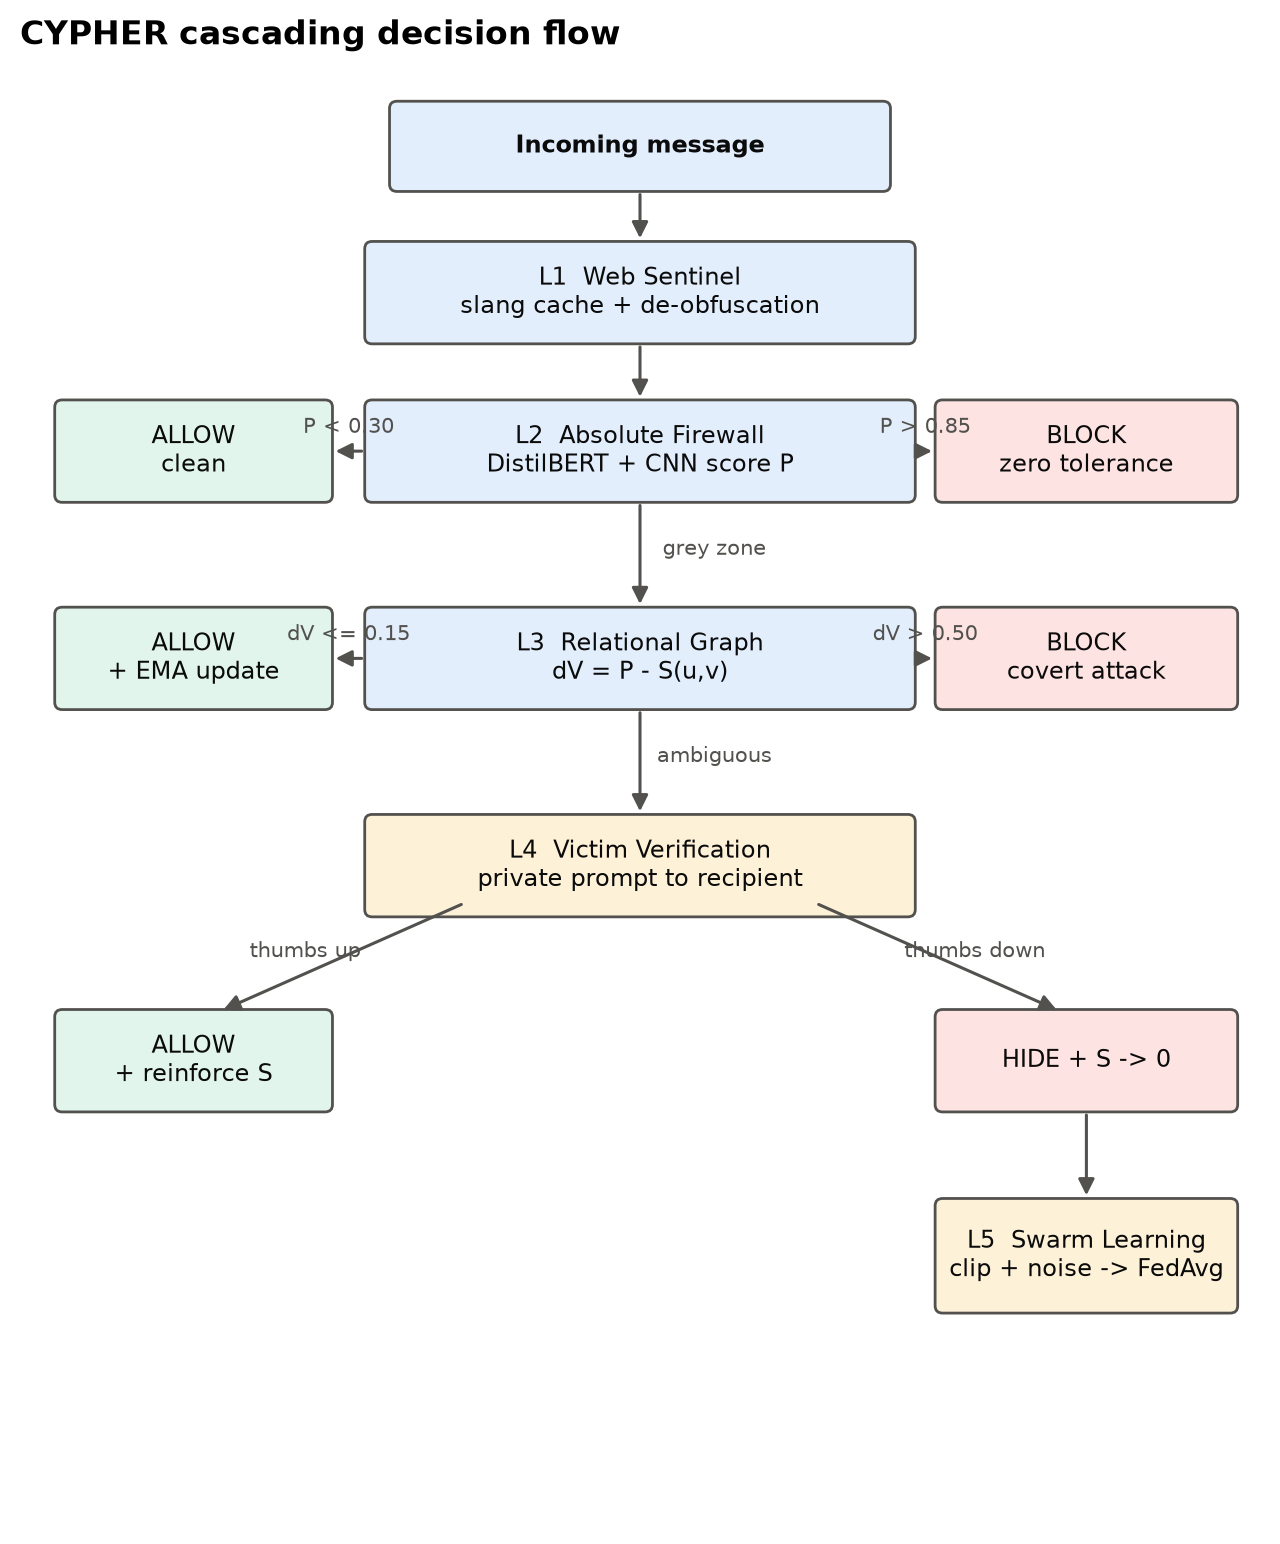 CYPHER cascading decision flow
Incoming message
L1  Web Sentinel
slang cache + de-obfuscation
ALLOW
clean
P < 0.30
L2  Absolute Firewall
DistilBERT + CNN score P
P > 0.85
BLOCK
zero tolerance
grey zone
ALLOW
+ EMA update
dV <= 0.15
L3  Relational Graph
dV = P - S(u,v)
dV > 0.50
BLOCK
covert attack
ambiguous
L4  Victim Verification
private prompt to recipient
thumbs up
thumbs down
ALLOW
+ reinforce S
HIDE + S -> 0
L5  Swarm Learning
clip + noise -> FedAvg